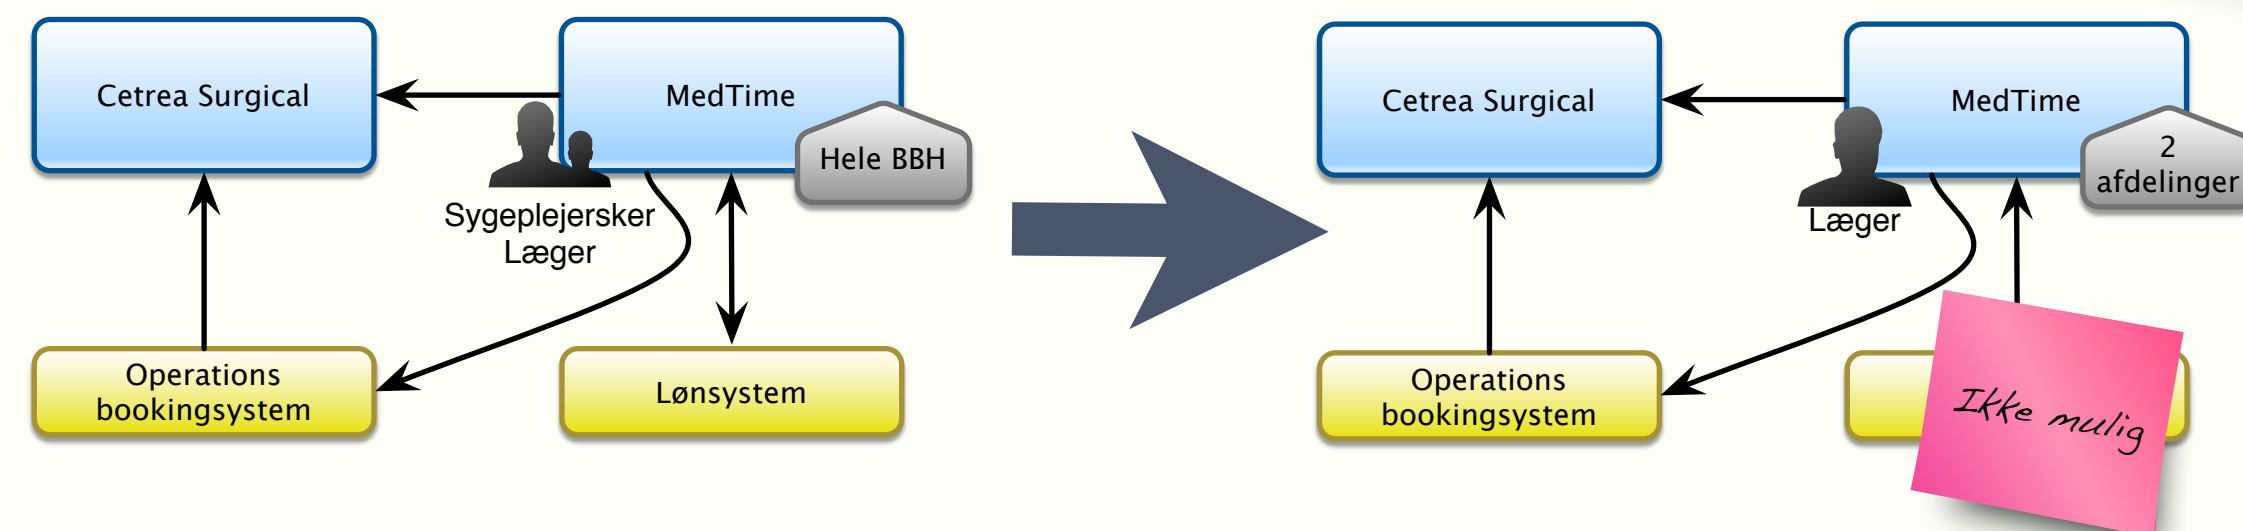 Cetrea Surgical
MedTime
Hele BBH
Sygeplejersker
Læger
Operations
bookingsystem
Lønsystem
Cetrea Surgical
MedTime
2
afdelinger
Læger
Operations
bookingsystem
Ikke mulig